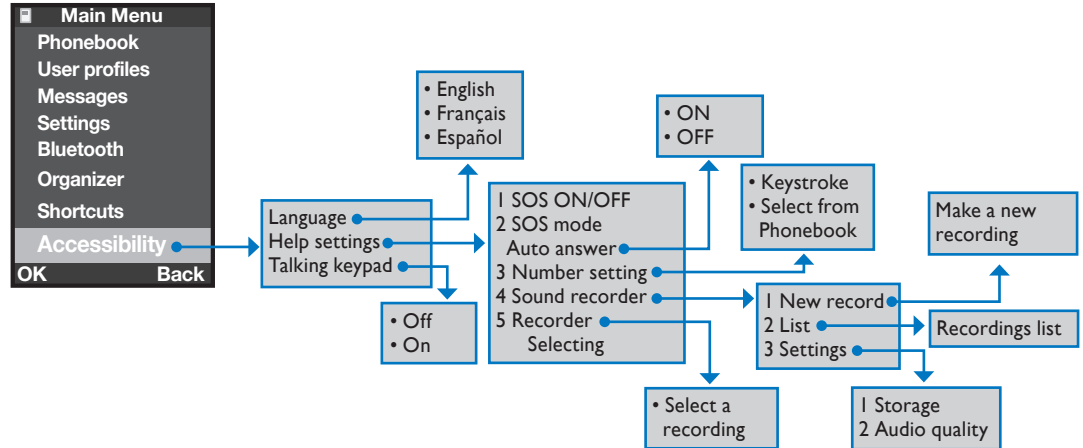 Main Menu
Phonebook
User profiles
Messages
Settings
Bluetooth
Organizer
Shortcuts
Accessibility
OK Back
Language
Help settings
Talking keypad
• English
• Français
• Español
• Off
• On
1 SOS ON/OFF
2 SOS mode
Auto answer
3 Number setting
4 Sound recorder
5 Recorder
Selecting
• ON
• OFF
• Keystroke
• Select from
Phonebook
• Select a
recording
1 New record
2 List
3 Settings
Make a new
recording
Recordings list
1 Storage
2 Audio quality